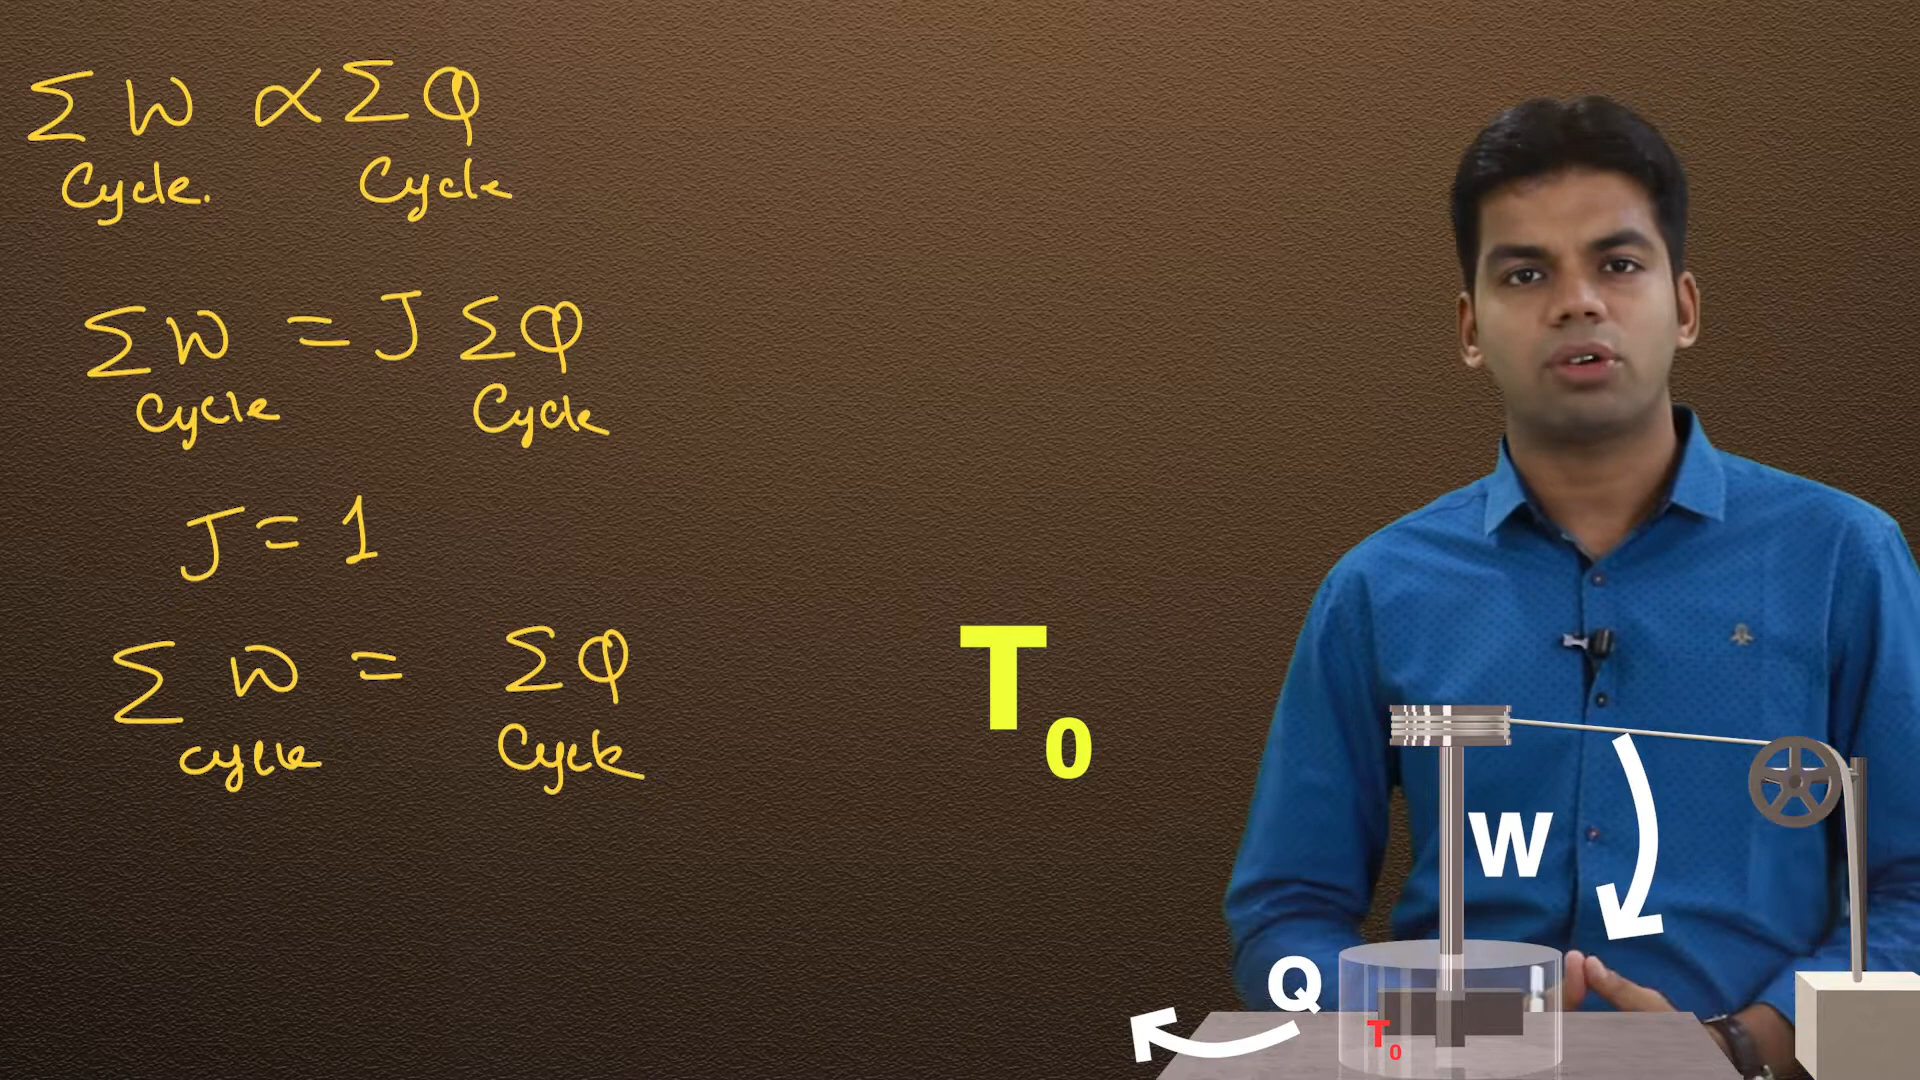 Σ W ∝ Σ Q
Cycle. Cycle
Σ W = J Σ Q
Cycle Cycle
J = 1
Σ W = Σ Q
cycle Cycle
T₀
W
Q
T₀